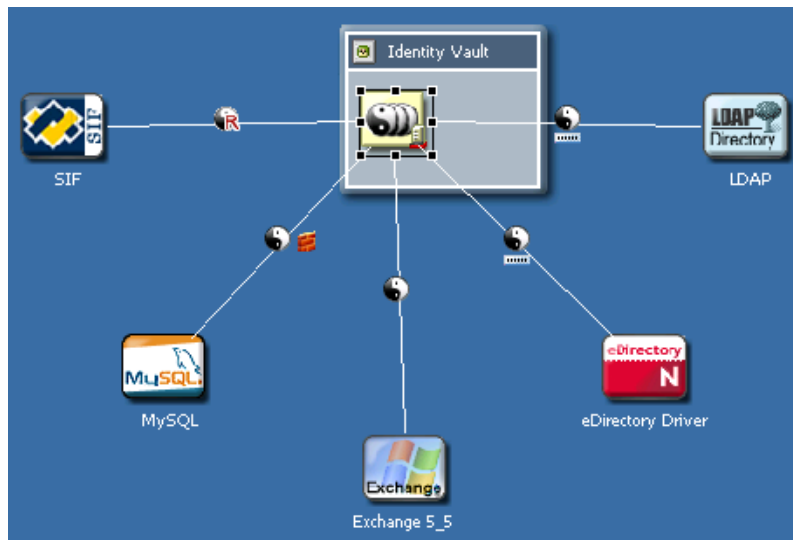 Identity Vault
SIF
SIF
R
LDAP
Directory
LDAP
MySQL
MySQL
eDirectory
N
eDirectory Driver
Exchange
Exchange 5_5